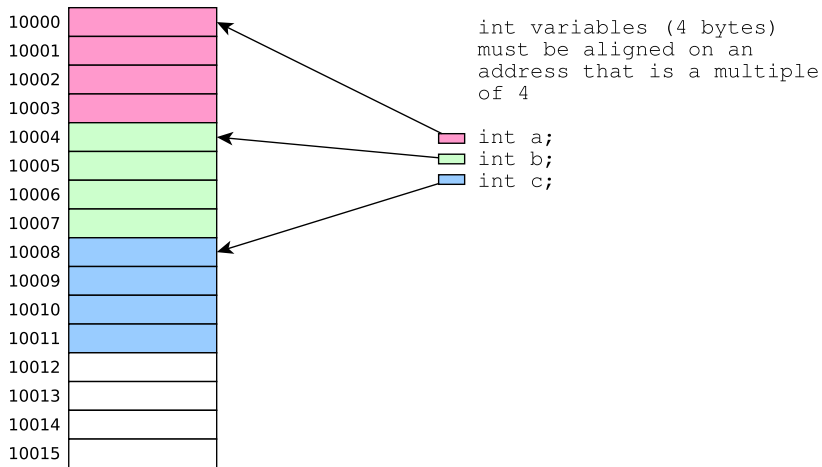 10000
10001
10002
10003
10004
10005
10006
10007
10008
10009
10010
10011
10012
10013
10014
10015
int variables (4 bytes)
must be aligned on an
address that is a multiple
of 4
int a;
int b;
int c;